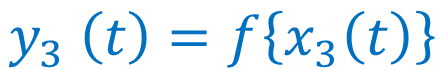 y₃ (t) = f{x₃(t)}